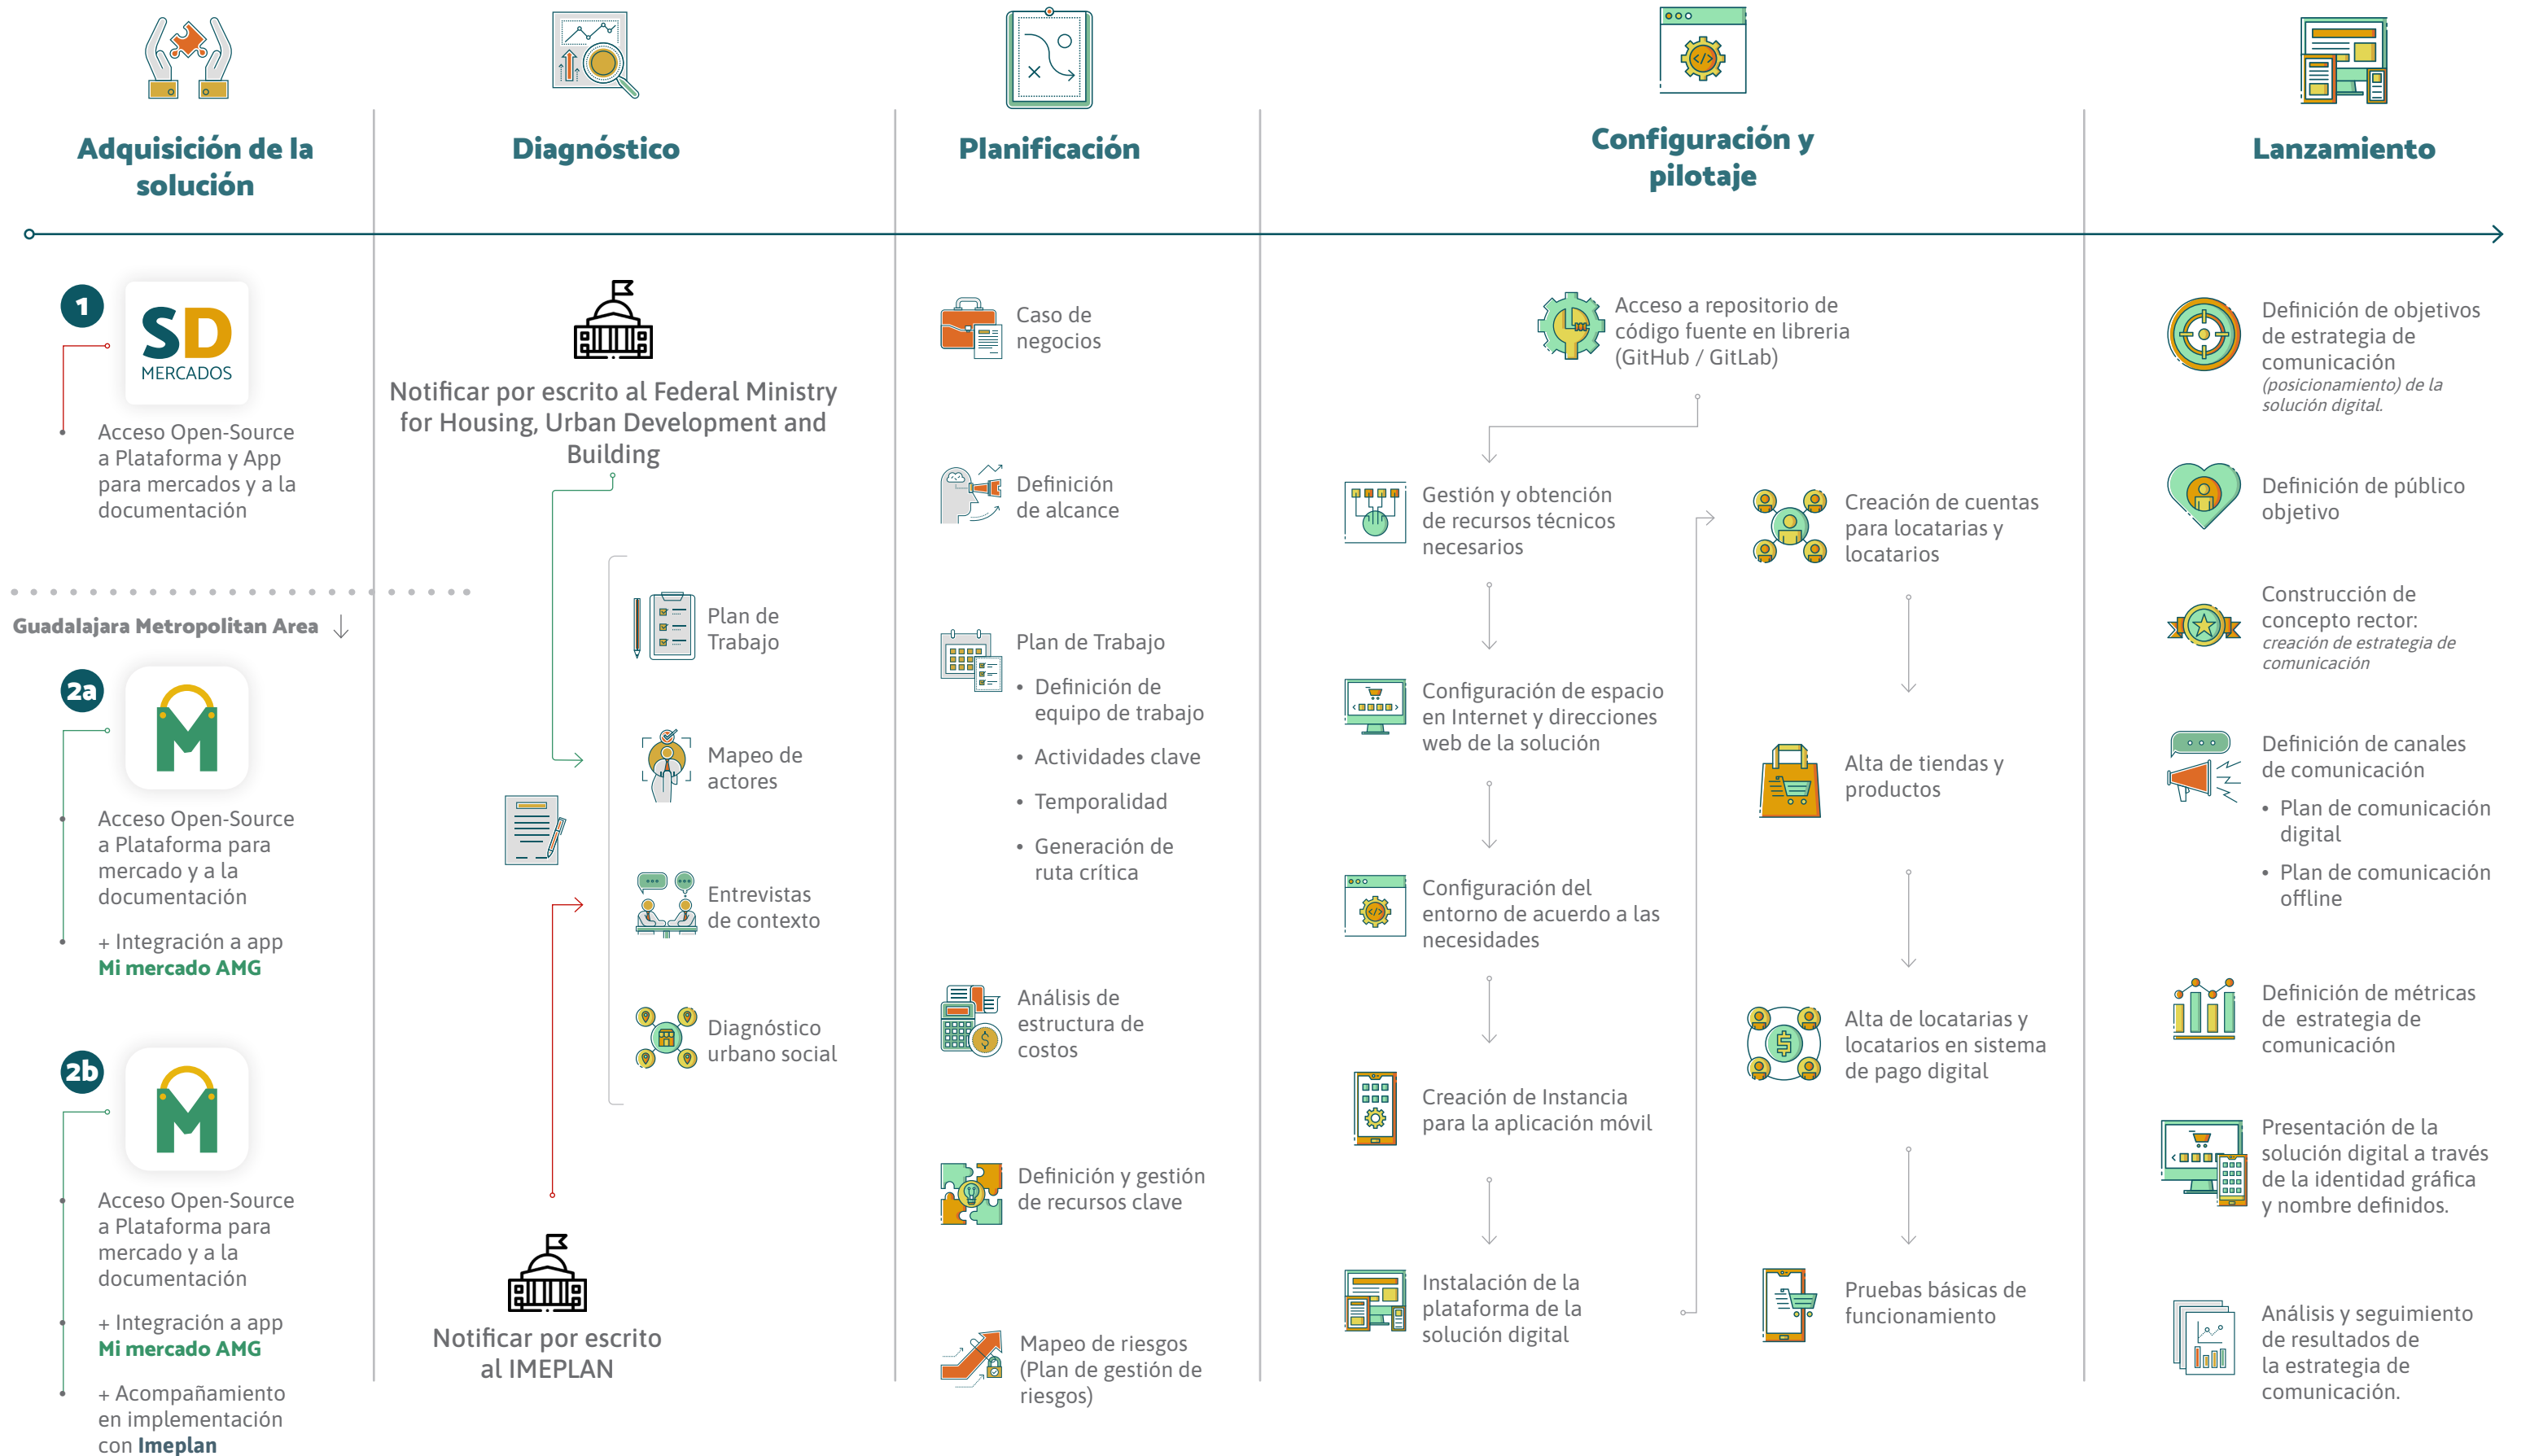 Adquisición de la
solución
Diagnóstico
Planificación
Configuración y
pilotaje
Lanzamiento
1
SD
MERCADOS
Acceso Open-Source
a Plataforma y App
para mercados y a la
documentación
Guadalajara Metropolitan Area
2a
M
Acceso Open-Source
a Plataforma para
mercado y a la
documentación
+ Integración a app
Mi mercado AMG
2b
M
Acceso Open-Source
a Plataforma para
mercado y a la
documentación
+ Integración a app
Mi mercado AMG
+ Acompañamiento
en implementación
con Imeplan
Notificar por escrito al Federal Ministry
for Housing, Urban Development and
Building
Plan de
Trabajo
Mapeo de
actores
Entrevistas
de contexto
Diagnóstico
urbano social
Notificar por escrito
al IMEPLAN
Caso de
negocios
Definición
de alcance
Plan de Trabajo
• Definición de
equipo de trabajo
• Actividades clave
• Temporalidad
• Generación de
ruta crítica
Análisis de
estructura de
costos
Definición y gestión
de recursos clave
Mapeo de riesgos
(Plan de gestión de
riesgos)
Acceso a repositorio de
código fuente en libreria
(GitHub / GitLab)
Gestión y obtención
de recursos técnicos
necesarios
Configuración de espacio
en Internet y direcciones
web de la solución
Configuración del
entorno de acuerdo a las
necesidades
Creación de Instancia
para la aplicación móvil
Instalación de la
plataforma de la
solución digital
Creación de cuentas
para locatarias y
locatarios
Alta de tiendas y
productos
Alta de locatarias y
locatarios en sistema
de pago digital
Pruebas básicas de
funcionamiento
Definición de objetivos
de estrategia de
comunicación
(posicionamiento) de la
solución digital.
Definición de público
objetivo
Construcción de
concepto rector:
creación de estrategia de
comunicación
Definición de canales
de comunicación
• Plan de comunicación
digital
• Plan de comunicación
offline
Definición de métricas
de estrategia de
comunicación
Presentación de la
solución digital a través
de la identidad gráfica
y nombre definidos.
Análisis y seguimiento
de resultados de
la estrategia de
comunicación.